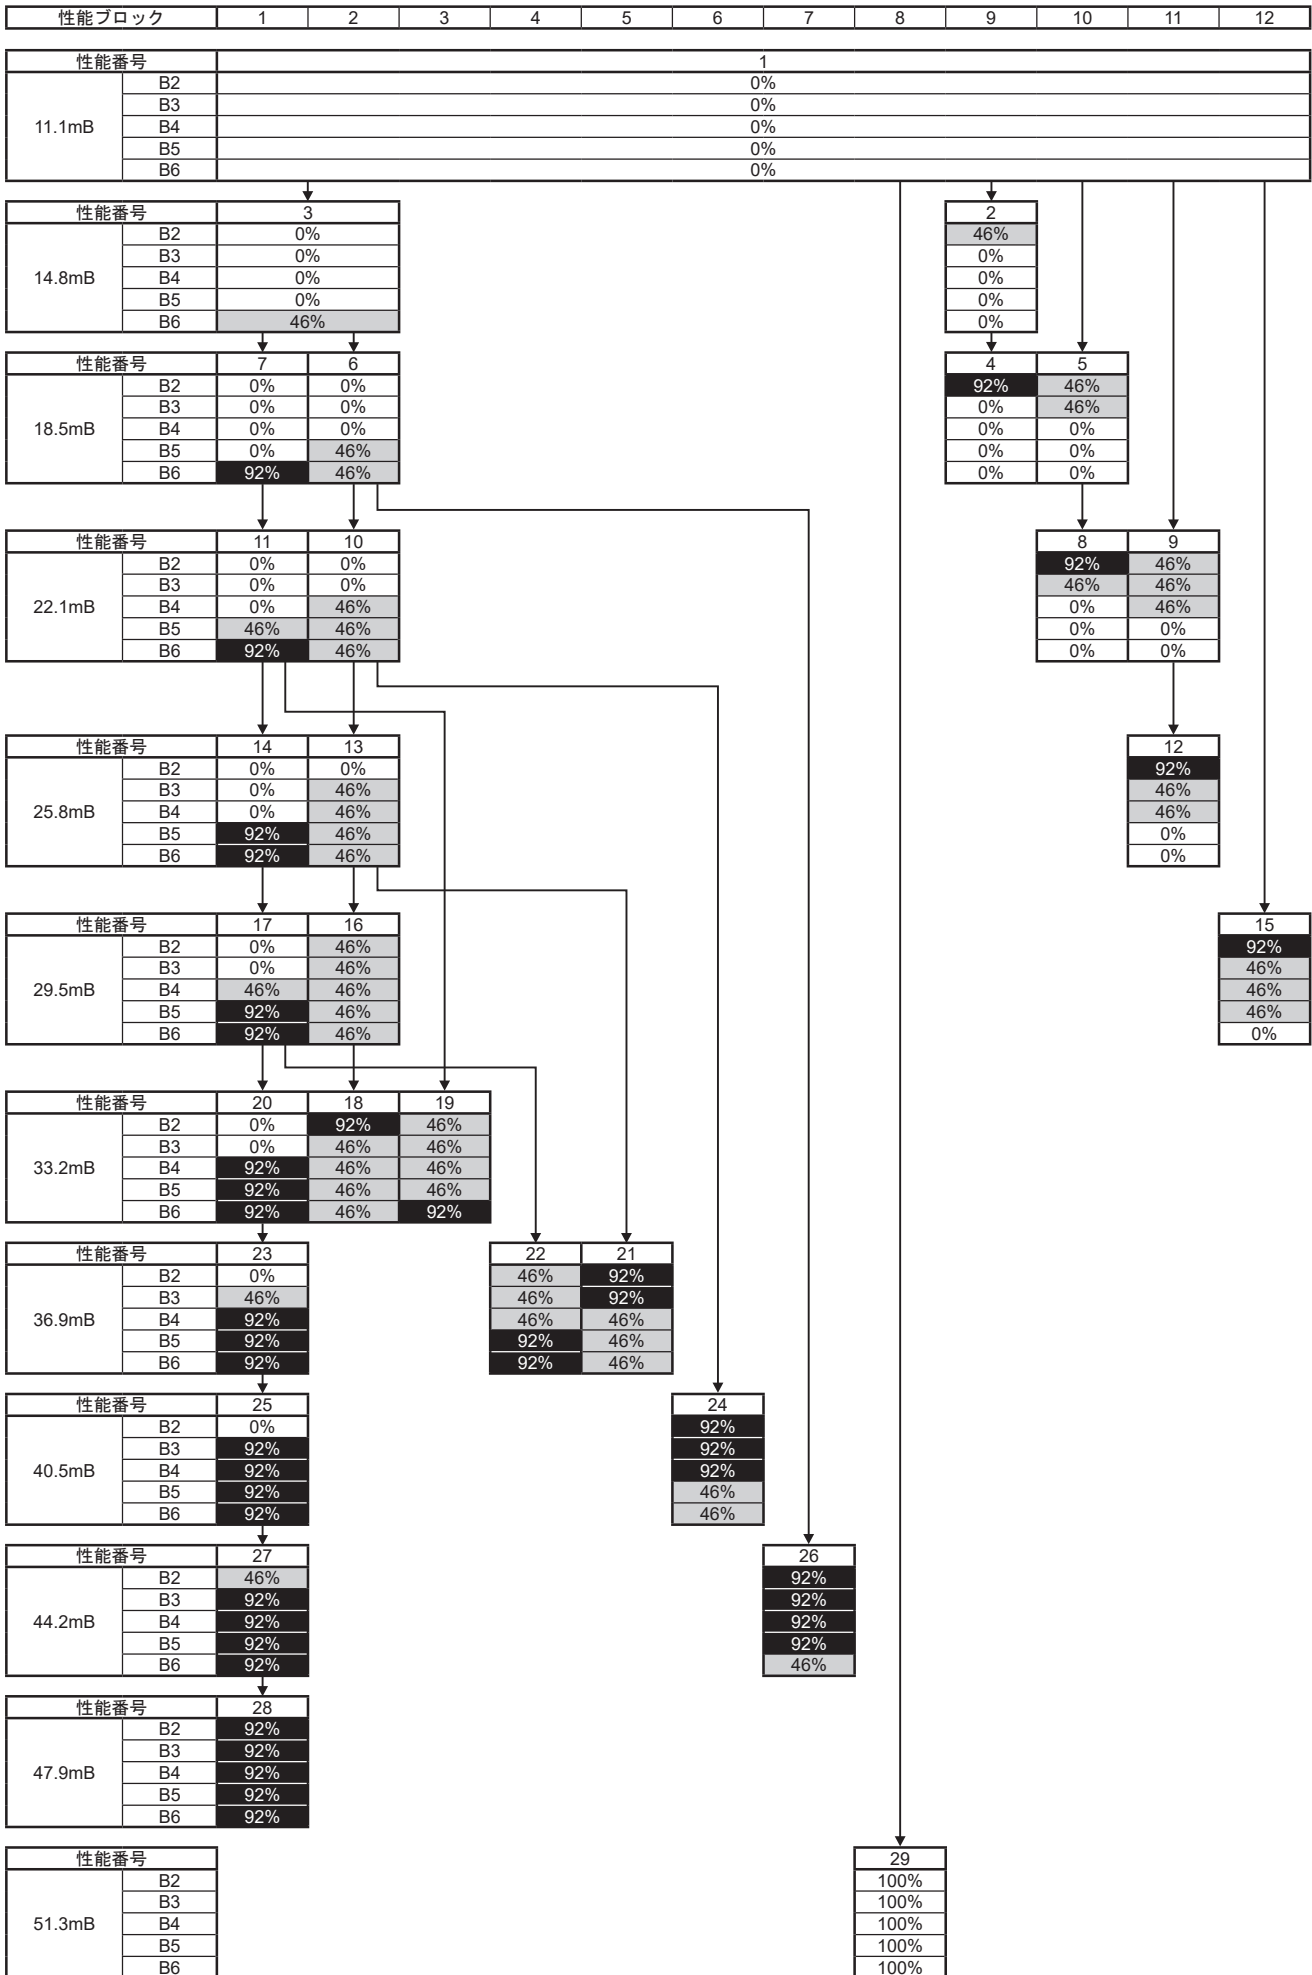 性能ブロック 1 2 3 4 5 6 7 8 9 10 11 12
性能番号 1
B2 0%
B3 0%
11.1mB B4 0%
B5 0%
B6 0%
性能番号 3 2
B2 0% 46%
B3 0% 0%
14.8mB B4 0% 0%
B5 0% 0%
B6 46% 0%
性能番号 7 6 4 5
B2 0% 0% 92% 46%
B3 0% 0% 0% 46%
18.5mB B4 0% 0% 0% 0%
B5 0% 46% 0% 0%
B6 92% 46% 0% 0%
性能番号 11 10 8 9
B2 0% 0% 92% 46%
B3 0% 0% 46% 46%
22.1mB B4 0% 46% 0% 46%
B5 46% 46% 0% 0%
B6 92% 46% 0% 0%
性能番号 14 13 12
B2 0% 0% 92%
B3 0% 46% 46%
25.8mB B4 0% 46% 46%
B5 92% 46% 0%
B6 92% 46% 0%
性能番号 17 16 15
B2 0% 46% 92%
B3 0% 46% 46%
29.5mB B4 46% 46% 46%
B5 92% 46% 46%
B6 92% 46% 0%
性能番号 20 18 19
B2 0% 92% 46%
B3 0% 46% 46%
33.2mB B4 92% 46% 46%
B5 92% 46% 46%
B6 92% 46% 92%
性能番号 23 22 21
B2 0% 46% 92%
B3 46% 46% 92%
36.9mB B4 92% 46% 46%
B5 92% 92% 46%
B6 92% 92% 46%
性能番号 25 24
B2 0% 92%
B3 92% 92%
40.5mB B4 92% 92%
B5 92% 46%
B6 92% 46%
性能番号 27 26
B2 46% 92%
B3 92% 92%
44.2mB B4 92% 92%
B5 92% 92%
B6 92% 46%
性能番号 28
B2 92%
B3 92%
47.9mB B4 92%
B5 92%
B6 92%
性能番号 29
B2 100%
B3 100%
51.3mB B4 100%
B5 100%
B6 100%